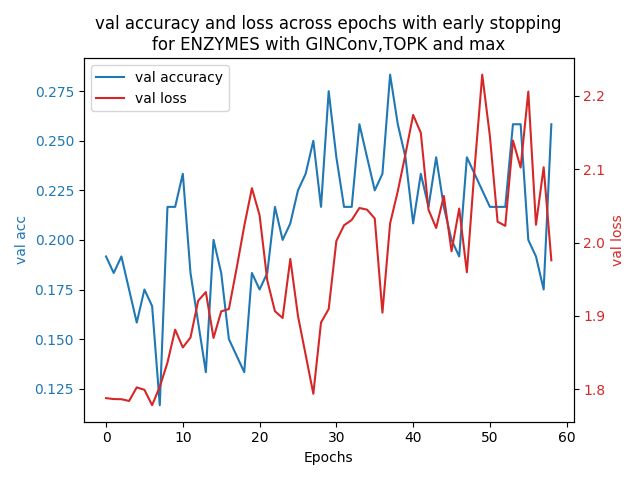 val accuracy and loss across epochs with early stopping
for ENZYMES with GINConv,TOPK and max
val accuracy
val loss
0.275
0.250
0.225
0.200
0.175
0.150
0.125
val acc
2.2
2.1
2.0
1.9
1.8
val loss
0 10 20 30 40 50 60
Epochs